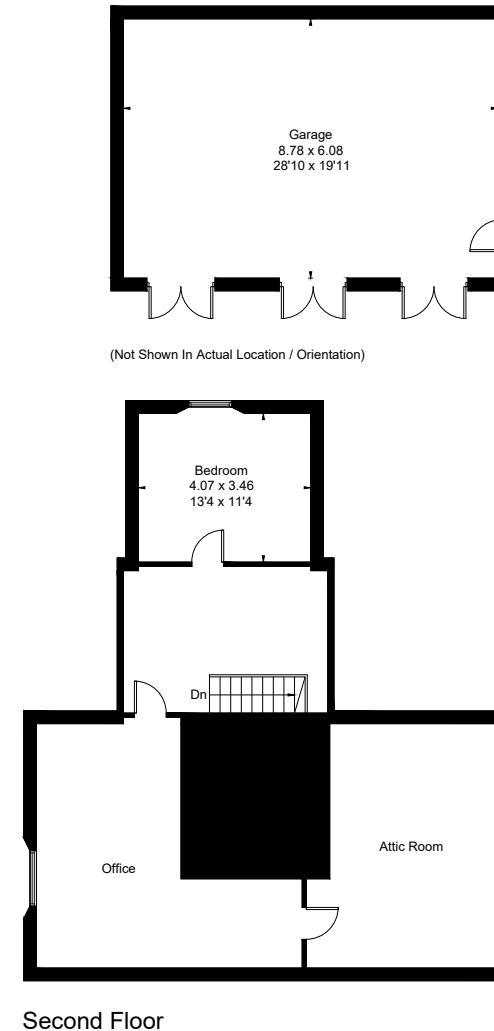 Garage
8.78 x 6.08
28'10 x 19'11
(Not Shown In Actual Location / Orientation)
Bedroom
4.07 x 3.46
13'4 x 11'4
Dn
Office
Attic Room
Second Floor